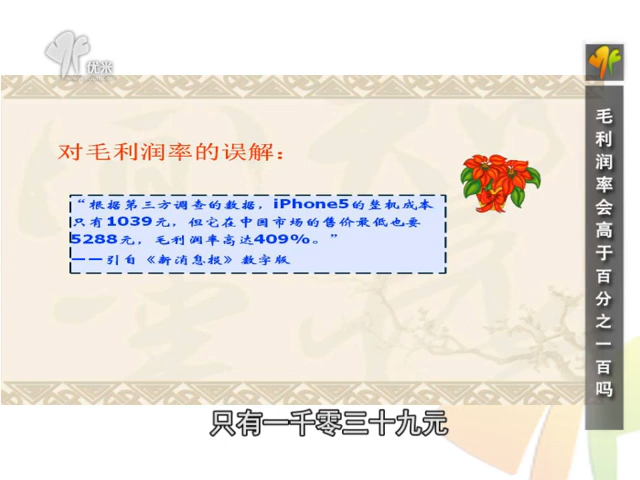 优米
对毛利润率的误解：
“根据第三方调查的数据，iPhone5的整机成本
只有1039元，但它在中国市场的售价最低也要
5288元，毛利润率高达409%。”
——引自《新消息报》数字版
毛利润率会高于百分之一百吗
只有一千零三十九元